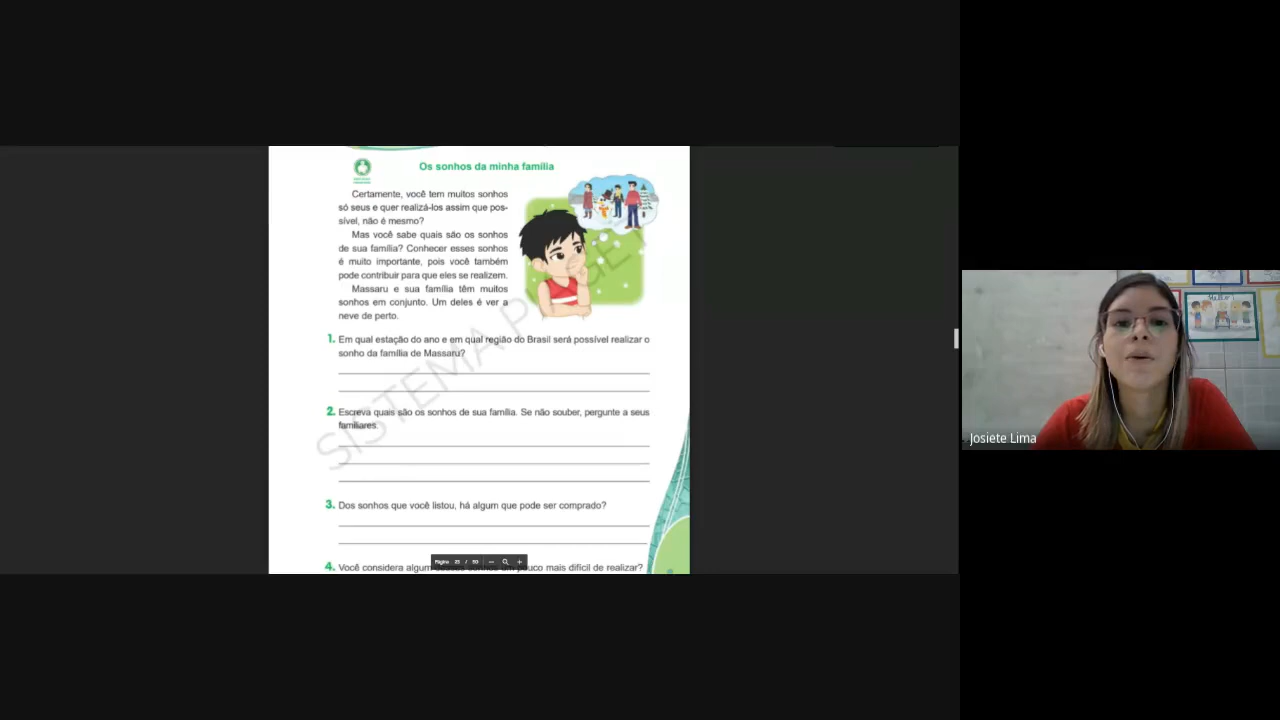 Os sonhos da minha família
Certamente, você tem muitos sonhos
só seus e quer realizá-los assim que pos-
sível, não é mesmo?
Mas você sabe quais são os sonhos
de sua família? Conhecer esses sonhos
é muito importante, pois você também
pode contribuir para que eles se realizem.
Massaru e sua família têm muitos
sonhos em conjunto. Um deles é ver a
neve de perto.
1. Em qual estação do ano e em qual região do Brasil será possível realizar o
sonho da família de Massaru?
2. Escreva quais são os sonhos de sua família. Se não souber, pergunte a seus
familiares.
3. Dos sonhos que você listou, há algum que pode ser comprado?
4. Você considera algum sonhos um pouco mais difícil de realizar?
Página / 50
SISTEMA
Josiete Lima